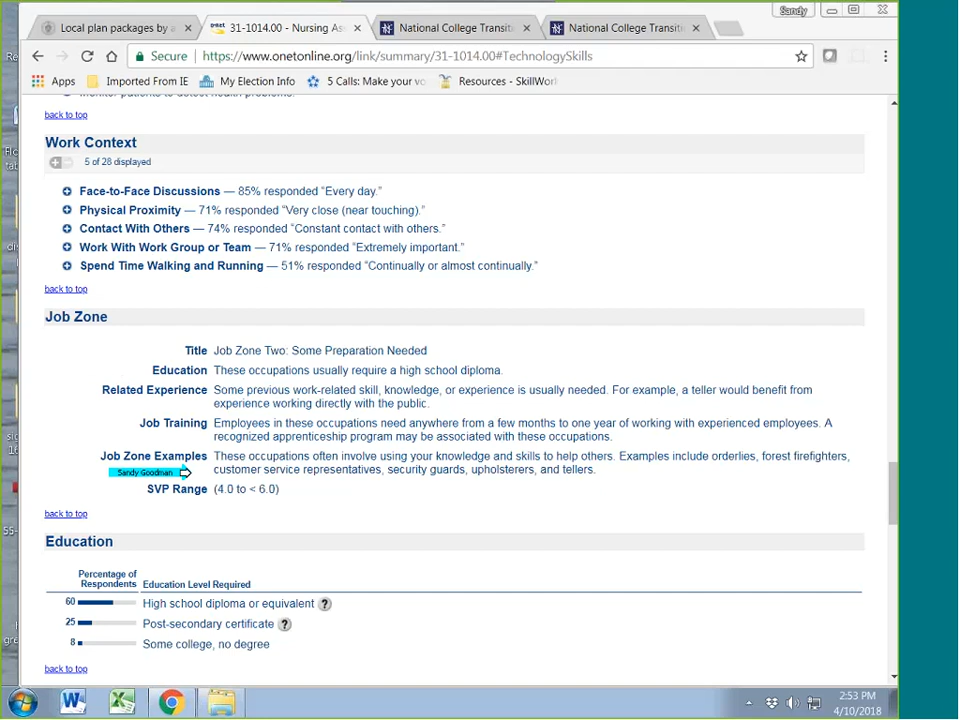 Sandy
Local plan packages by a
31-1014.00 - Nursing Ass
National College Transiti
National College Transiti
Secure https://www.onetonline.org/link/summary/31-1014.00#TechnologySkills
Apps Imported From IE My Election Info 5 Calls: Make your vo Resources - SkillWor
Monitor patients to detect health problems.
back to top
Work Context
5 of 28 displayed
Face-to-Face Discussions — 85% responded “Every day.”
Physical Proximity — 71% responded “Very close (near touching).”
Contact With Others — 74% responded “Constant contact with others.”
Work With Work Group or Team — 71% responded “Extremely important.”
Spend Time Walking and Running — 51% responded “Continually or almost continually.”
back to top
Job Zone
Title Job Zone Two: Some Preparation Needed
Education These occupations usually require a high school diploma.
Related Experience Some previous work-related skill, knowledge, or experience is usually needed. For example, a teller would benefit from
experience working directly with the public.
Job Training Employees in these occupations need anywhere from a few months to one year of working with experienced employees. A
recognized apprenticeship program may be associated with these occupations.
Job Zone Examples These occupations often involve using your knowledge and skills to help others. Examples include orderlies, forest firefighters,
Sandy Goodman customer service representatives, security guards, upholsterers, and tellers.
SVP Range (4.0 to < 6.0)
back to top
Education
Percentage of
Respondents Education Level Required
60 High school diploma or equivalent ?
25 Post-secondary certificate ?
8 Some college, no degree
back to top
2:53 PM
4/10/2018